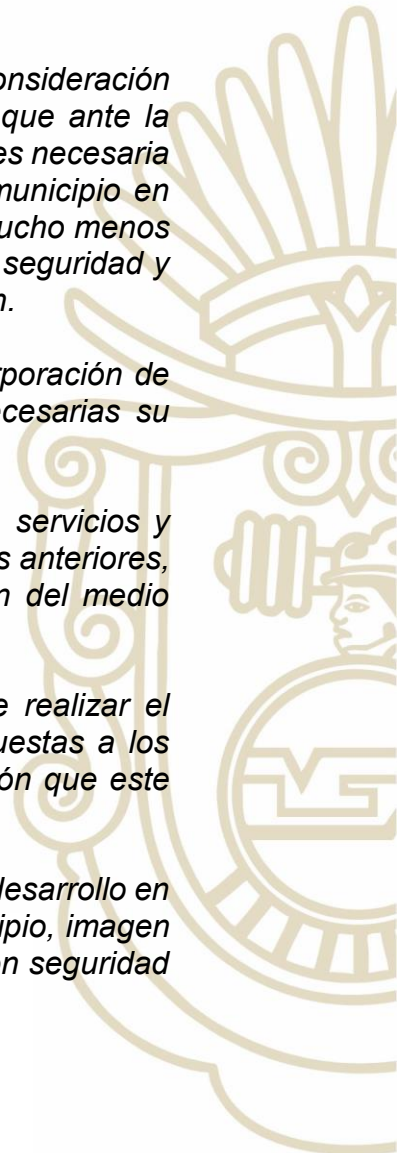 onsideración
que ante la
es necesaria
municipio en
ucho menos
seguridad y
n.
rporación de
cesarias su
servicios y
s anteriores,
n del medio
e realizar el
uestas a los
ón que este
desarrollo en
ipio, imagen
on seguridad